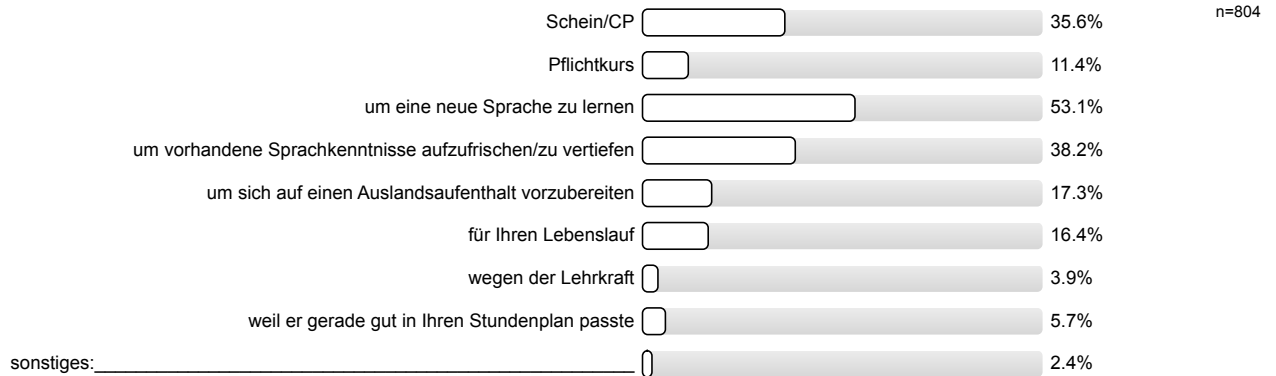 n=804
Schein/CP 35.6%
Pflichtkurs 11.4%
um eine neue Sprache zu lernen 53.1%
um vorhandene Sprachkenntnisse aufzufrischen/zu vertiefen 38.2%
um sich auf einen Auslandsaufenthalt vorzubereiten 17.3%
für Ihren Lebenslauf 16.4%
wegen der Lehrkraft 3.9%
weil er gerade gut in Ihren Stundenplan passte 5.7%
sonstiges:______________________________________________________ 2.4%